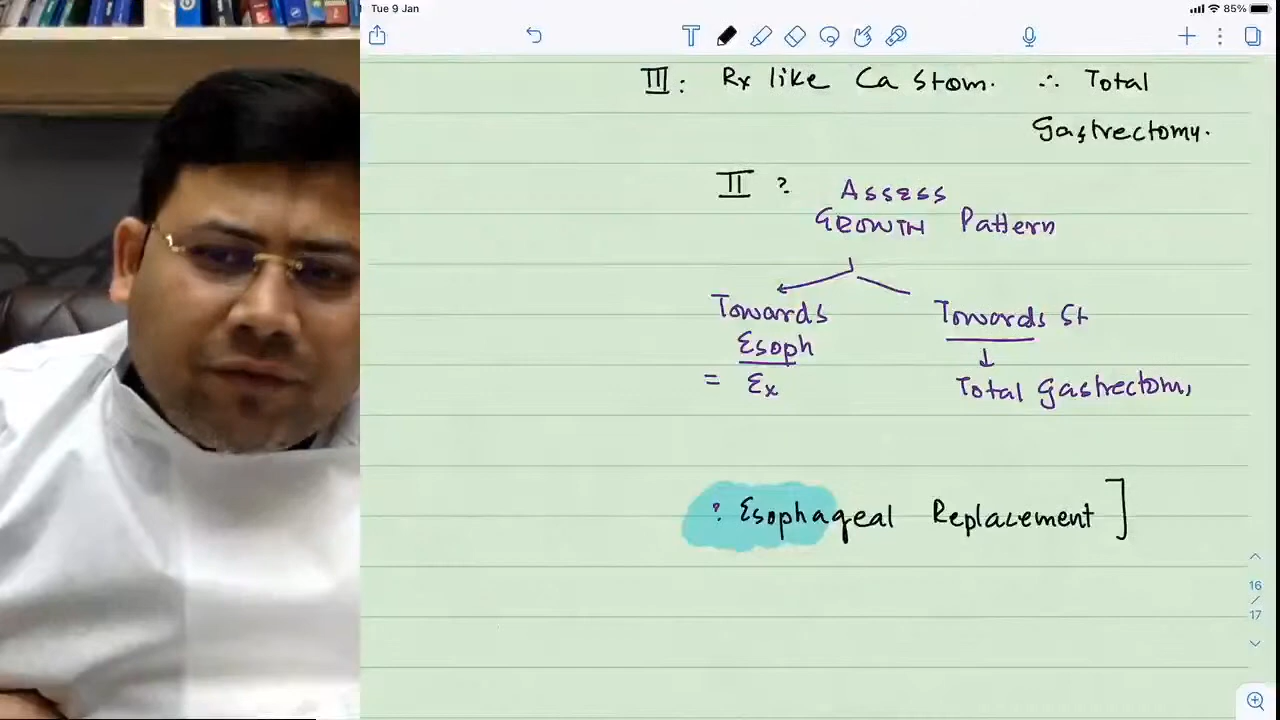 Tue 9 Jan
85%
T
III: Rx like Ca Stom. ∴ Total
Gastrectomy.
II ? Assess
GROWTH Pattern
Towards
Esoph
= Ex
Towards St
↓
Total Gastrectom,
? Esophageal Replacement ]
16
/
17